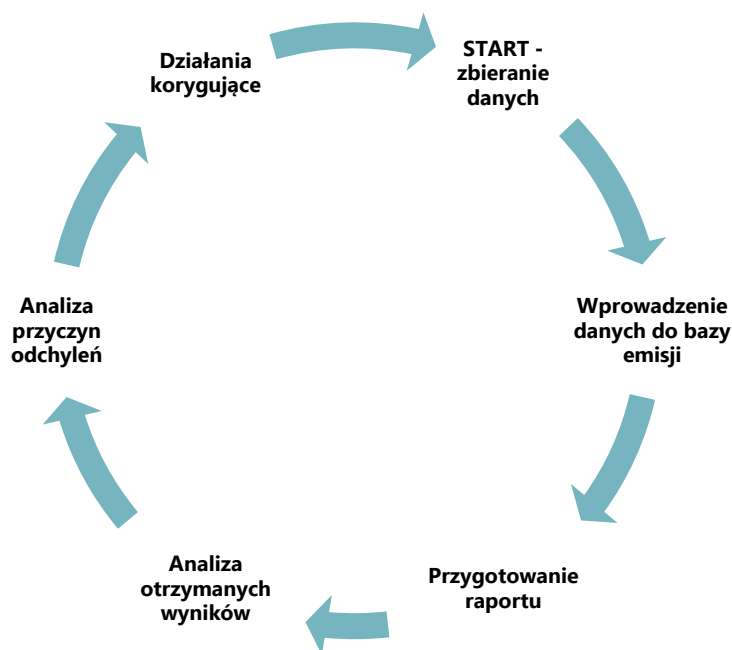 START -
zbieranie
danych
Wprowadzenie
danych do bazy
emisji
Przygotowanie
raportu
Analiza
otrzymanych
wyników
Analiza
przyczyn
odchyleń
Działania
korygujące